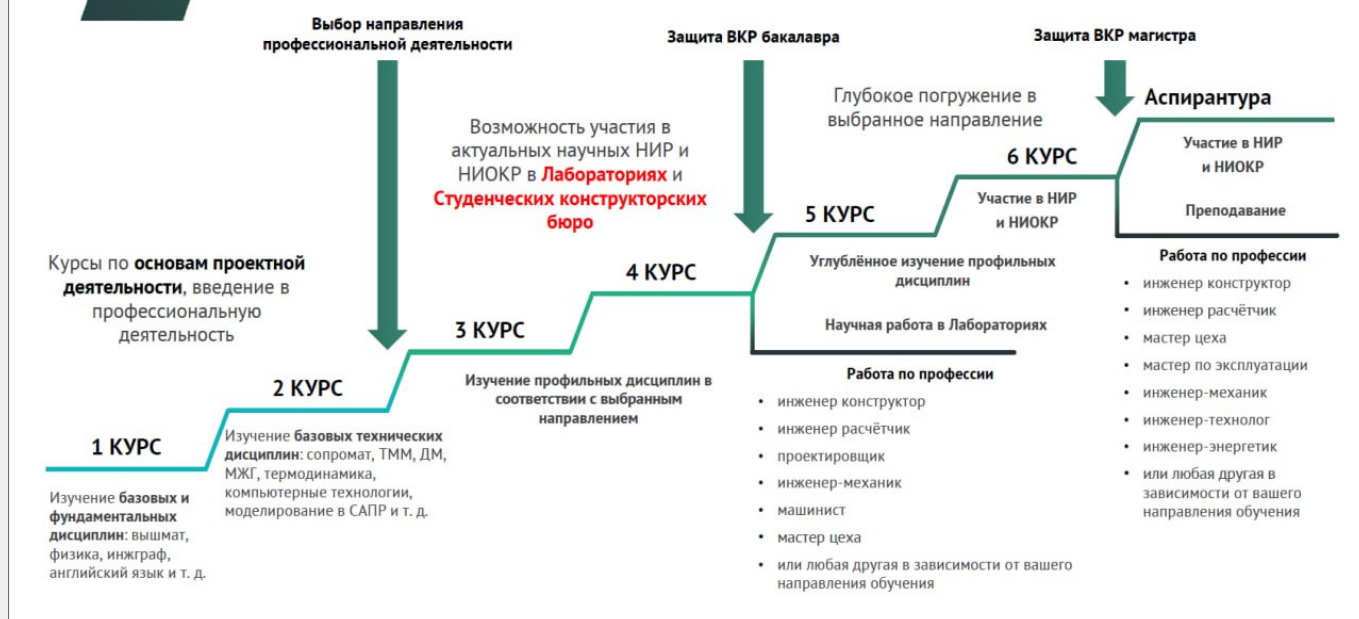 Выбор направления
профессиональной деятельности
Защита ВКР бакалавра
Защита ВКР магистра
Глубокое погружение в
выбранное направление
Аспирантура
Возможность участия в
актуальных научных НИР и
НИОКР в Лабораториях и
Студенческих конструкторских
бюро
6 КУРС
Участие в НИР
и НИОКР
Преподавание
Участие в НИР
и НИОКР
5 КУРС
Курсы по основам проектной
деятельности, введение в
профессиональную
деятельность
4 КУРС
Углублённое изучение профильных
дисциплин
Научная работа в Лабораториях
Работа по профессии
• инженер конструктор
• инженер расчётчик
• мастер цеха
• мастер по эксплуатации
• инженер-механик
• инженер-технолог
• инженер-энергетик
• или любая другая в
зависимости от вашего
направления обучения
3 КУРС
Изучение профильных дисциплин в
соответствии с выбранным
направлением
Работа по профессии
• инженер конструктор
• инженер расчётчик
• проектировщик
• инженер-механик
• машинист
• мастер цеха
• или любая другая в зависимости от вашего
направления обучения
2 КУРС
Изучение базовых технических
дисциплин: сопромат, ТММ, ДМ,
МЖГ, термодинамика,
компьютерные технологии,
моделирование в САПР и т. д.
1 КУРС
Изучение базовых и
фундаментальных
дисциплин: вышмат,
физика, инжграф,
английский язык и т. д.